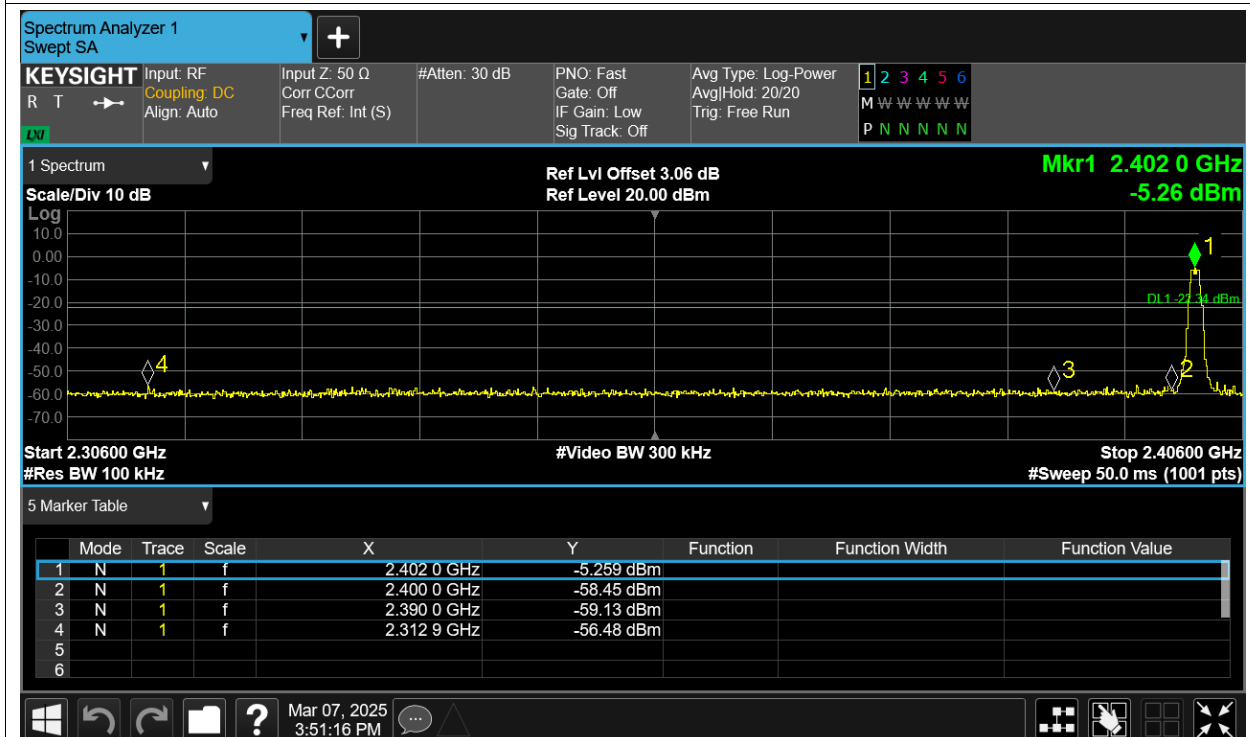 Spectrum Analyzer 1
Swept SA
+
KEYSIGHT Input: RF Input Z: 50 Ω #Atten: 30 dB PNO: Fast Avg Type: Log-Power 1 2 3 4 5 6
R T Coupling: DC Corr CCorr Gate: Off Avg|Hold: 20/20 M W W W W W
Align: Auto Freq Ref: Int (S) IF Gain: Low Trig: Free Run
LXI Sig Track: Off P N N N N N
1 Spectrum Ref Lvl Offset 3.06 dB Mkr1 2.402 0 GHz
Scale/Div 10 dB Ref Level 20.00 dBm -5.26 dBm
Log
10.0
1
0.00
-10.0
-20.0 DL1 -22.34 dBm
-30.0
-40.0
4 3 2
-50.0
-60.0
-70.0
Start 2.30600 GHz #Video BW 300 kHz Stop 2.40600 GHz
#Res BW 100 kHz #Sweep 50.0 ms (1001 pts)
5 Marker Table
Mode Trace Scale X Y Function Function Width Function Value
1 N 1 f 2.402 0 GHz -5.259 dBm
2 N 1 f 2.400 0 GHz -58.45 dBm
3 N 1 f 2.390 0 GHz -59.13 dBm
4 N 1 f 2.312 9 GHz -56.48 dBm
5
6
? Mar 07, 2025
3:51:16 PM